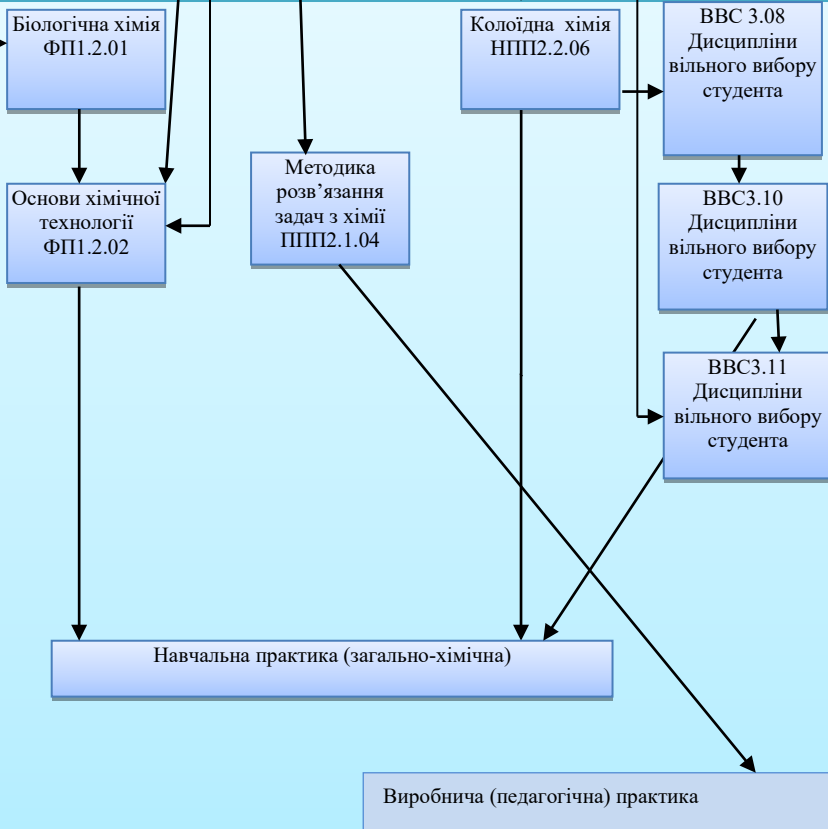 Біологічна хімія
ФП1.2.01
Колоїдна хімія
НПП2.2.06
ВВС 3.08
Дисципліни
вільного вибору
студента
Методика
розв’язання
задач з хімії
ППП2.1.04
Основи хімічної
технології
ФП1.2.02
ВВС3.10
Дисципліни
вільного вибору
студента
ВВС3.11
Дисципліни
вільного вибору
студента
Навчальна практика (загально-хімічна)
Виробнича (педагогічна) практика